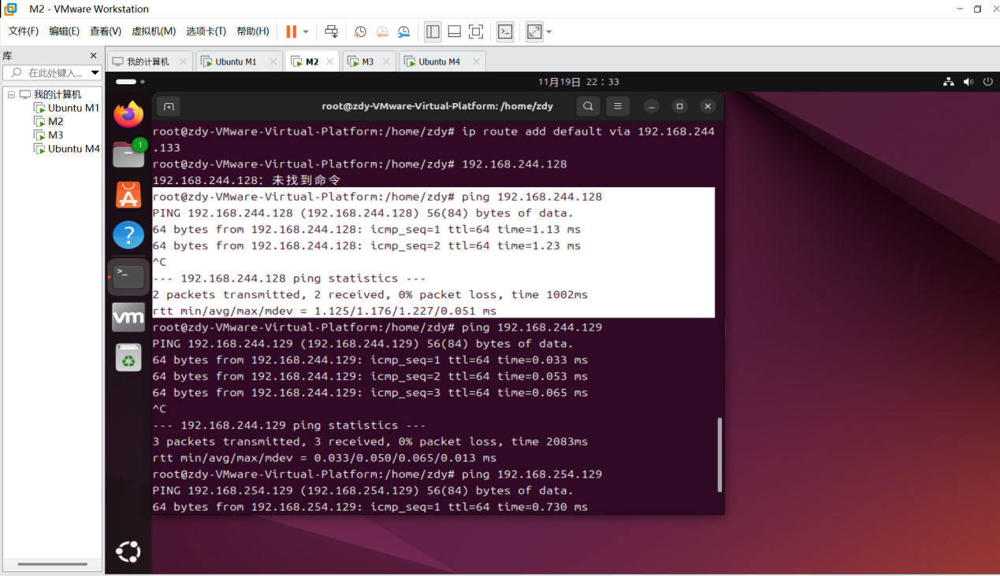 M2 - VMware Workstation
文件(F) 编辑(E) 查看(V) 虚拟机(M) 选项卡(T) 帮助(H)
库
在此处键入...
我的计算机
Ubuntu M1
M2
M3
Ubuntu M4
我的计算机 Ubuntu M1 M2 M3 Ubuntu M4
11月19日 22：33
1
root@zdy-VMware-Virtual-Platform: /home/zdy
root@zdy-VMware-Virtual-Platform:/home/zdy# ip route add default via 192.168.244
.133
root@zdy-VMware-Virtual-Platform:/home/zdy# 192.168.244.128
192.168.244.128：未找到命令
root@zdy-VMware-Virtual-Platform:/home/zdy# ping 192.168.244.128
PING 192.168.244.128 (192.168.244.128) 56(84) bytes of data.
64 bytes from 192.168.244.128: icmp_seq=1 ttl=64 time=1.13 ms
64 bytes from 192.168.244.128: icmp_seq=2 ttl=64 time=1.23 ms
^C
--- 192.168.244.128 ping statistics ---
2 packets transmitted, 2 received, 0% packet loss, time 1002ms
rtt min/avg/max/mdev = 1.125/1.176/1.227/0.051 ms
root@zdy-VMware-Virtual-Platform:/home/zdy# ping 192.168.244.129
PING 192.168.244.129 (192.168.244.129) 56(84) bytes of data.
64 bytes from 192.168.244.129: icmp_seq=1 ttl=64 time=0.033 ms
64 bytes from 192.168.244.129: icmp_seq=2 ttl=64 time=0.053 ms
64 bytes from 192.168.244.129: icmp_seq=3 ttl=64 time=0.065 ms
^C
--- 192.168.244.129 ping statistics ---
3 packets transmitted, 3 received, 0% packet loss, time 2083ms
rtt min/avg/max/mdev = 0.033/0.050/0.065/0.013 ms
root@zdy-VMware-Virtual-Platform:/home/zdy# ping 192.168.254.129
PING 192.168.254.129 (192.168.254.129) 56(84) bytes of data.
64 bytes from 192.168.254.129: icmp_seq=1 ttl=64 time=0.730 ms
vm